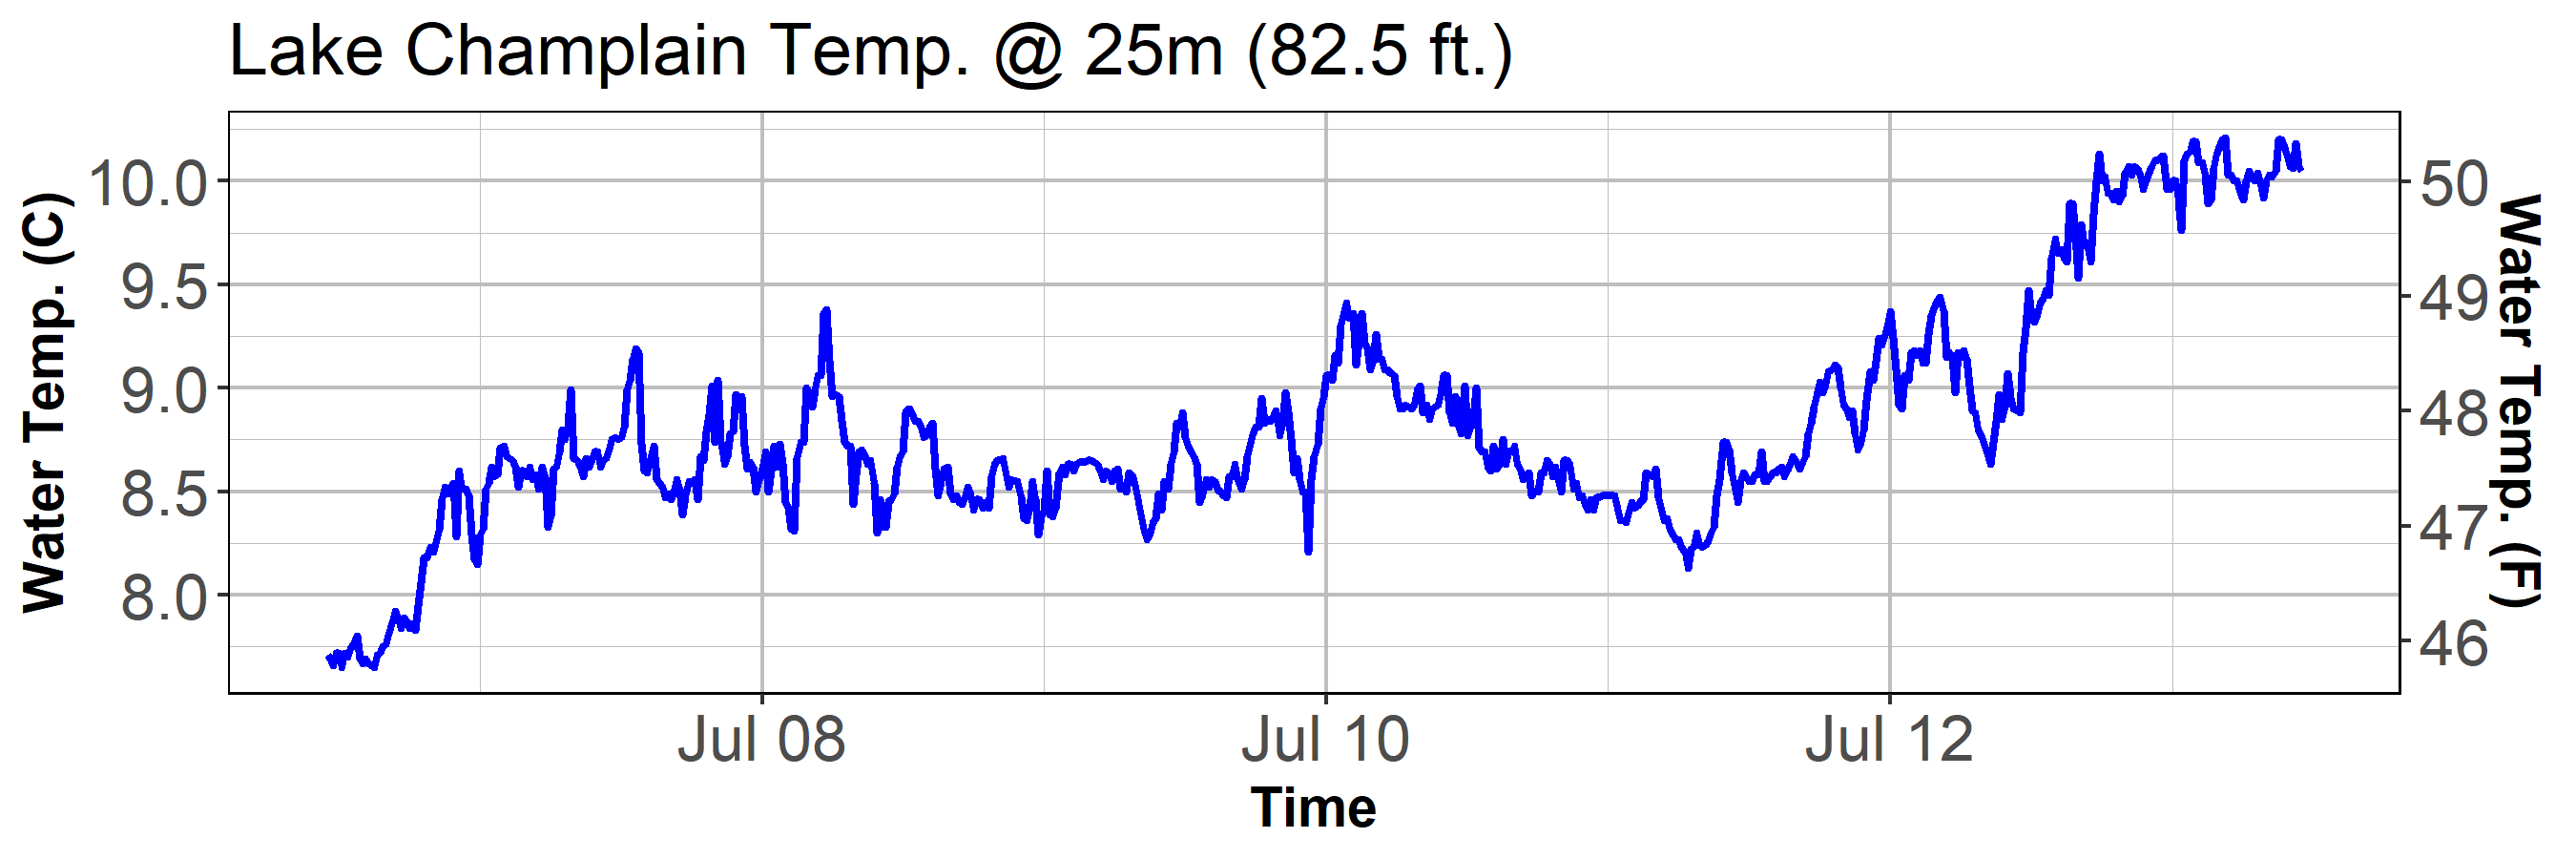 Lake Champlain Temp. @ 25m (82.5 ft.)
Water Temp. (C)
10.0
9.5
9.0
8.5
8.0
50
49
48
47
46
Water Temp. (F)
Jul 08 Jul 10 Jul 12
Time